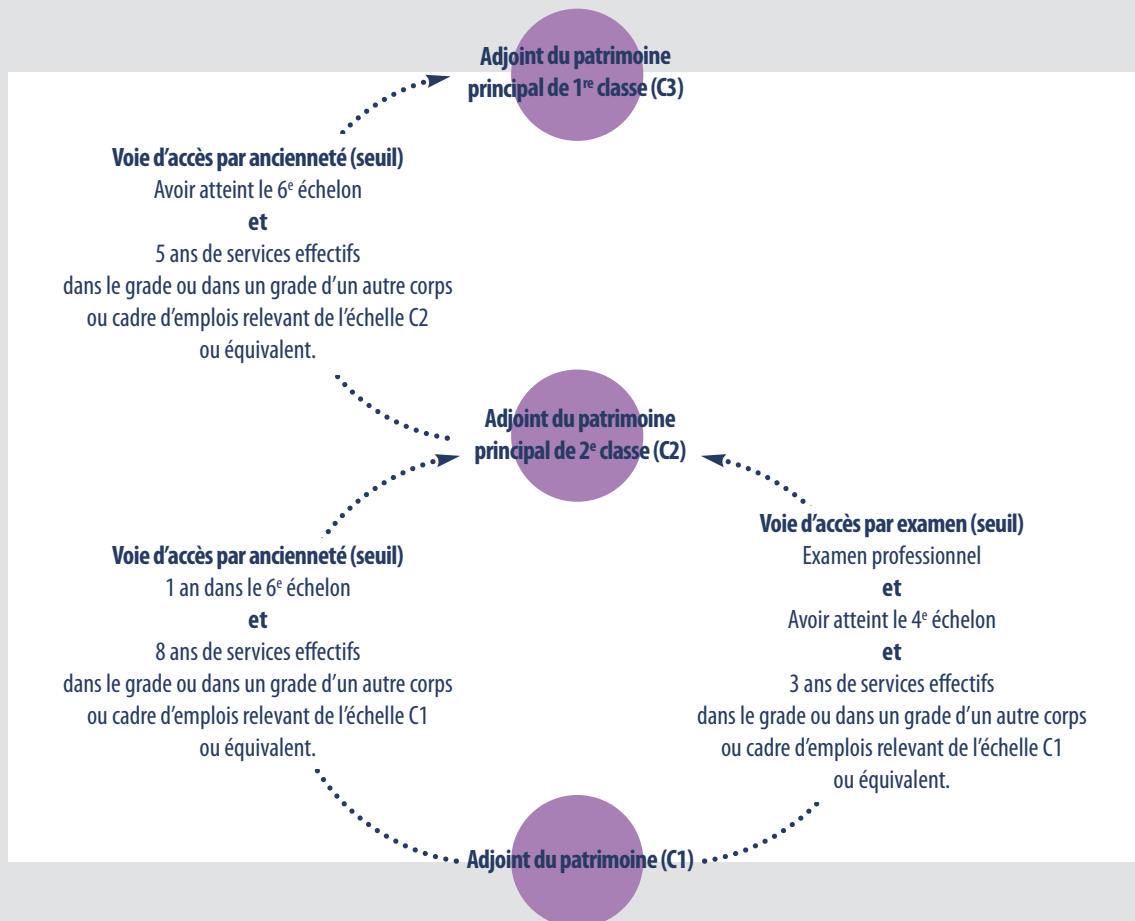 Adjoint du patrimoine
principal de 1re classe (C3)
Voie d'accès par ancienneté (seuil)
Avoir atteint le 6e échelon
et
5 ans de services effectifs
dans le grade ou dans un grade d'un autre corps
ou cadre d'emplois relevant de l'échelle C2
ou équivalent.
Adjoint du patrimoine
principal de 2e classe (C2)
Voie d'accès par ancienneté (seuil)
1 an dans le 6e échelon
et
8 ans de services effectifs
dans le grade ou dans un grade d'un autre corps
ou cadre d'emplois relevant de l'échelle C1
ou équivalent.
Voie d'accès par examen (seuil)
Examen professionnel
et
Avoir atteint le 4e échelon
et
3 ans de services effectifs
dans le grade ou dans un grade d'un autre corps
ou cadre d'emplois relevant de l'échelle C1
ou équivalent.
Adjoint du patrimoine (C1)